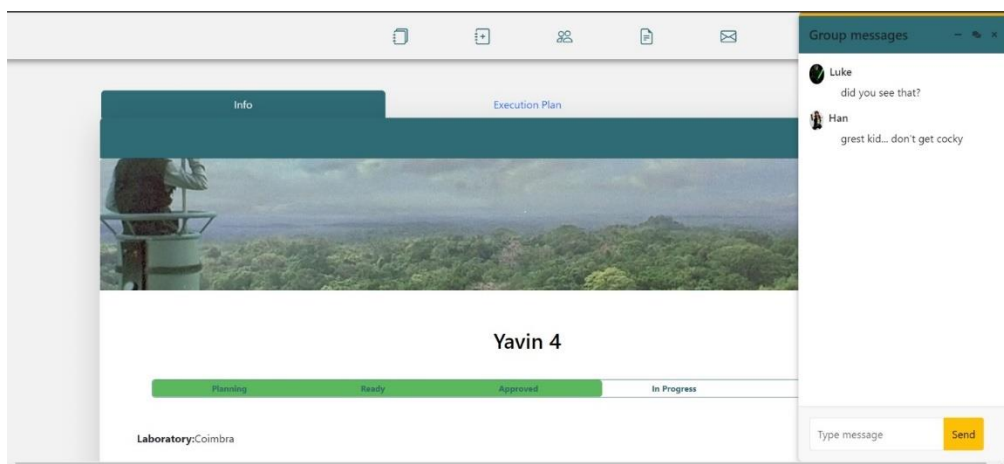 Group messages
Luke
did you see that?
Han
grest kid... don't get cocky
Info
Execution Plan
Yavin 4
Planning
Ready
Approved
In Progress
Laboratory:Coimbra
Type message
Send